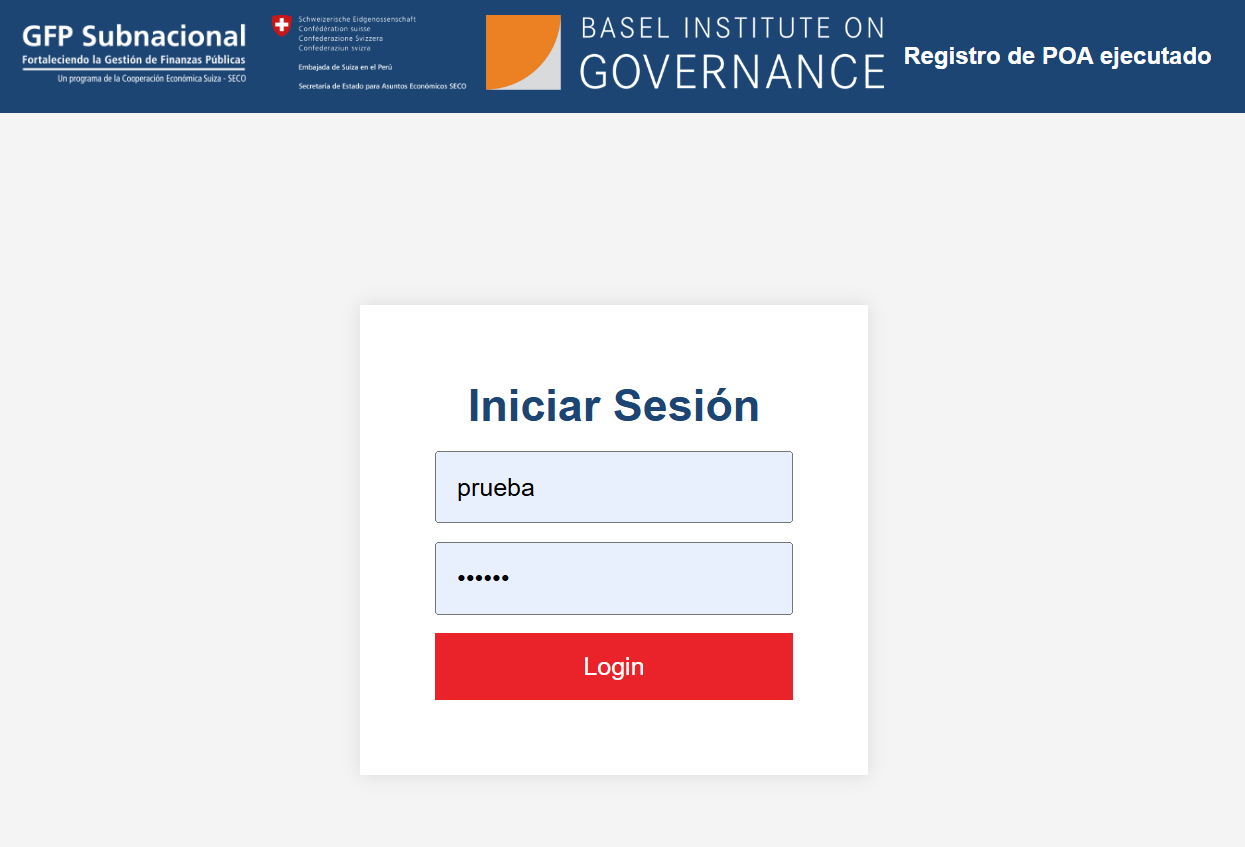 GFP Subnacional
Fortaleciendo la Gestión de Finanzas Públicas
Un programa de la Cooperación Económica Suiza - SECO
Schweizerische Eidgenossenschaft
Confédération suisse
Confederazione Svizzera
Confederaziun svizra
Embajada de Suiza en el Perú
Secretaria de Estado para Asuntos Económicos SECO
BASEL INSTITUTE ON
GOVERNANCE
Registro de POA ejecutado
Iniciar Sesión
prueba
••••••
Login